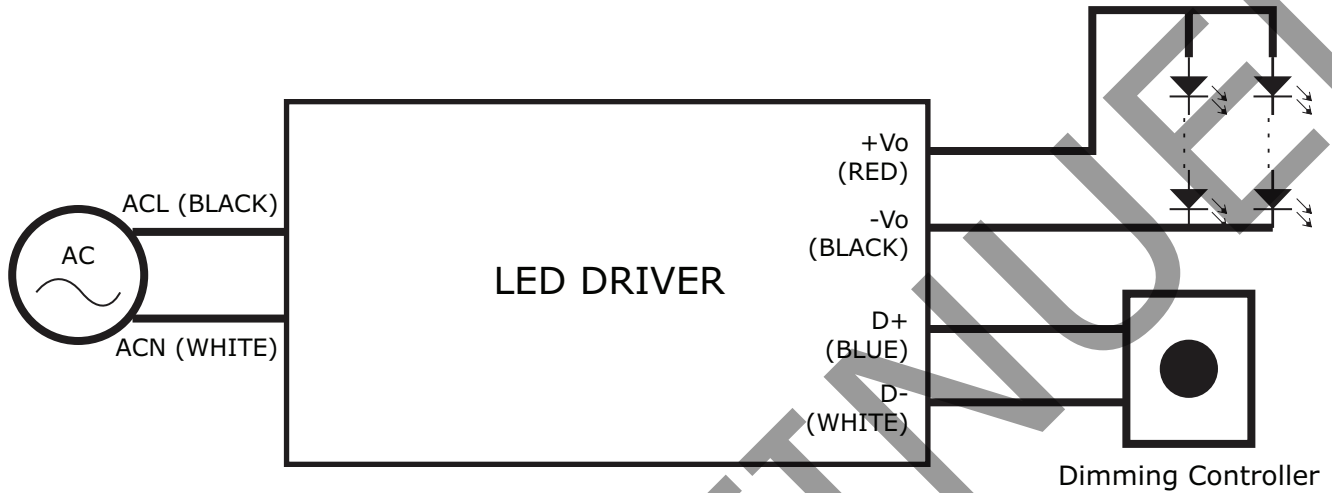 ACL (BLACK)
AC
ACN (WHITE)
LED DRIVER
+Vo
(RED)
-Vo
(BLACK)
D+
(BLUE)
D-
(WHITE)
Dimming Controller